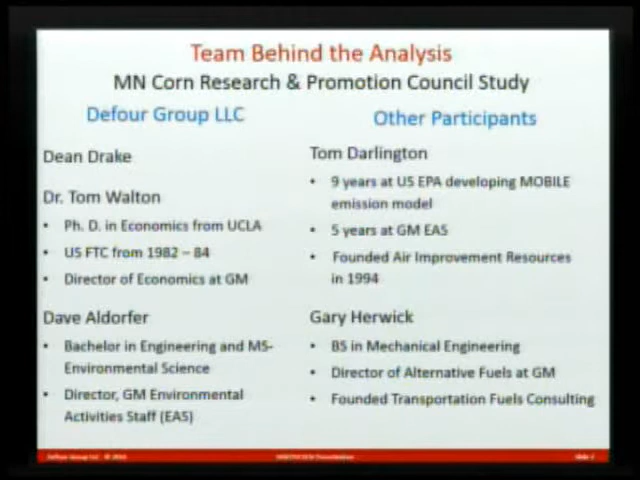 Team Behind the Analysis
MN Corn Research & Promotion Council Study
Defour Group LLC
Dean Drake
Dr. Tom Walton
• Ph. D. in Economics from UCLA
• US FTC from 1982 – 84
• Director of Economics at GM
Dave Aldorfer
• Bachelor in Engineering and MS-
Environmental Science
• Director, GM Environmental
Activities Staff (EAS)
Other Participants
Tom Darlington
• 9 years at US EPA developing MOBILE
emission model
• 5 years at GM EAS
• Founded Air Improvement Resources
in 1994
Gary Herwick
• BS in Mechanical Engineering
• Director of Alternative Fuels at GM
• Founded Transportation Fuels Consulting
Defour Group LLC